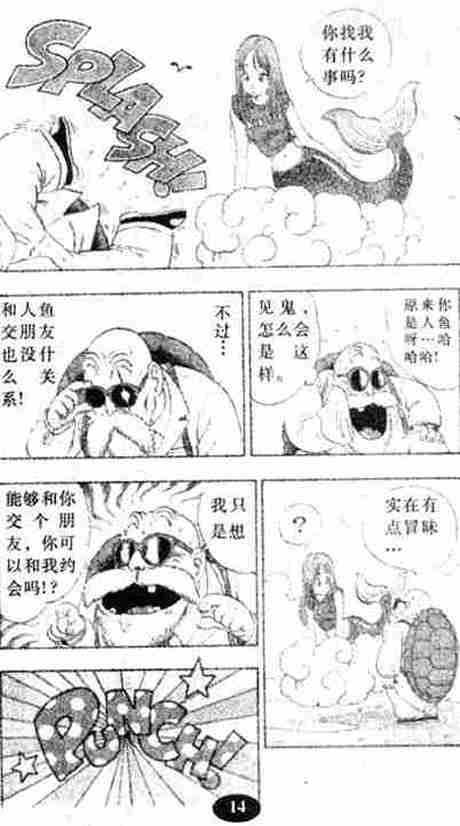 SPLASH!
你找我
有什么
事吗?
原来你
是人鱼
呀…哈
哈哈!
见鬼,
怎么会
是这
样。
不
过
…
和人鱼
交朋友
也没什
么关
系!
实在有
点冒昧
…
?
我只
是想
能够和你
交个朋
友,你可
以和我约
会吗!?
PUNCH!
14